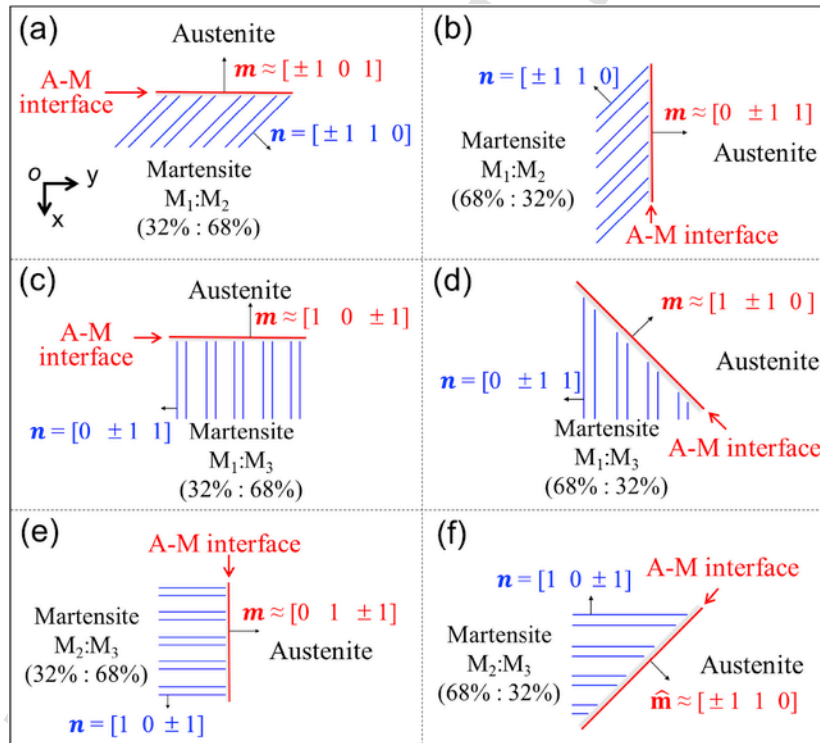 (a)
Austenite
A-M
interface
m ≈ [ ± 1 0 1]
n = [ ± 1 1 0]
Martensite
M₁:M₂
(32% : 68%)
o
y
x
(b)
n = [ ± 1 1 0]
m ≈ [0 ± 1 1]
Martensite
M₁:M₂
(68% : 32%)
Austenite
A-M interface
(c)
Austenite
m ≈ [1 0 ± 1]
A-M
interface
n = [0 ± 1 1]
Martensite
M₁:M₃
(32% : 68%)
(d)
m ≈ [1 ± 1 0 ]
Austenite
n = [0 ± 1 1]
Martensite
M₁:M₃
(68% : 32%)
A-M interface
(e)
A-M interface
Martensite
M₂:M₃
(32% : 68%)
m ≈ [0 1 ± 1]
Austenite
n = [1 0 ± 1]
(f)
n = [1 0 ± 1]
A-M interface
Martensite
M₂:M₃
(68% : 32%)
Austenite
m̂ ≈ [ ± 1 1 0]